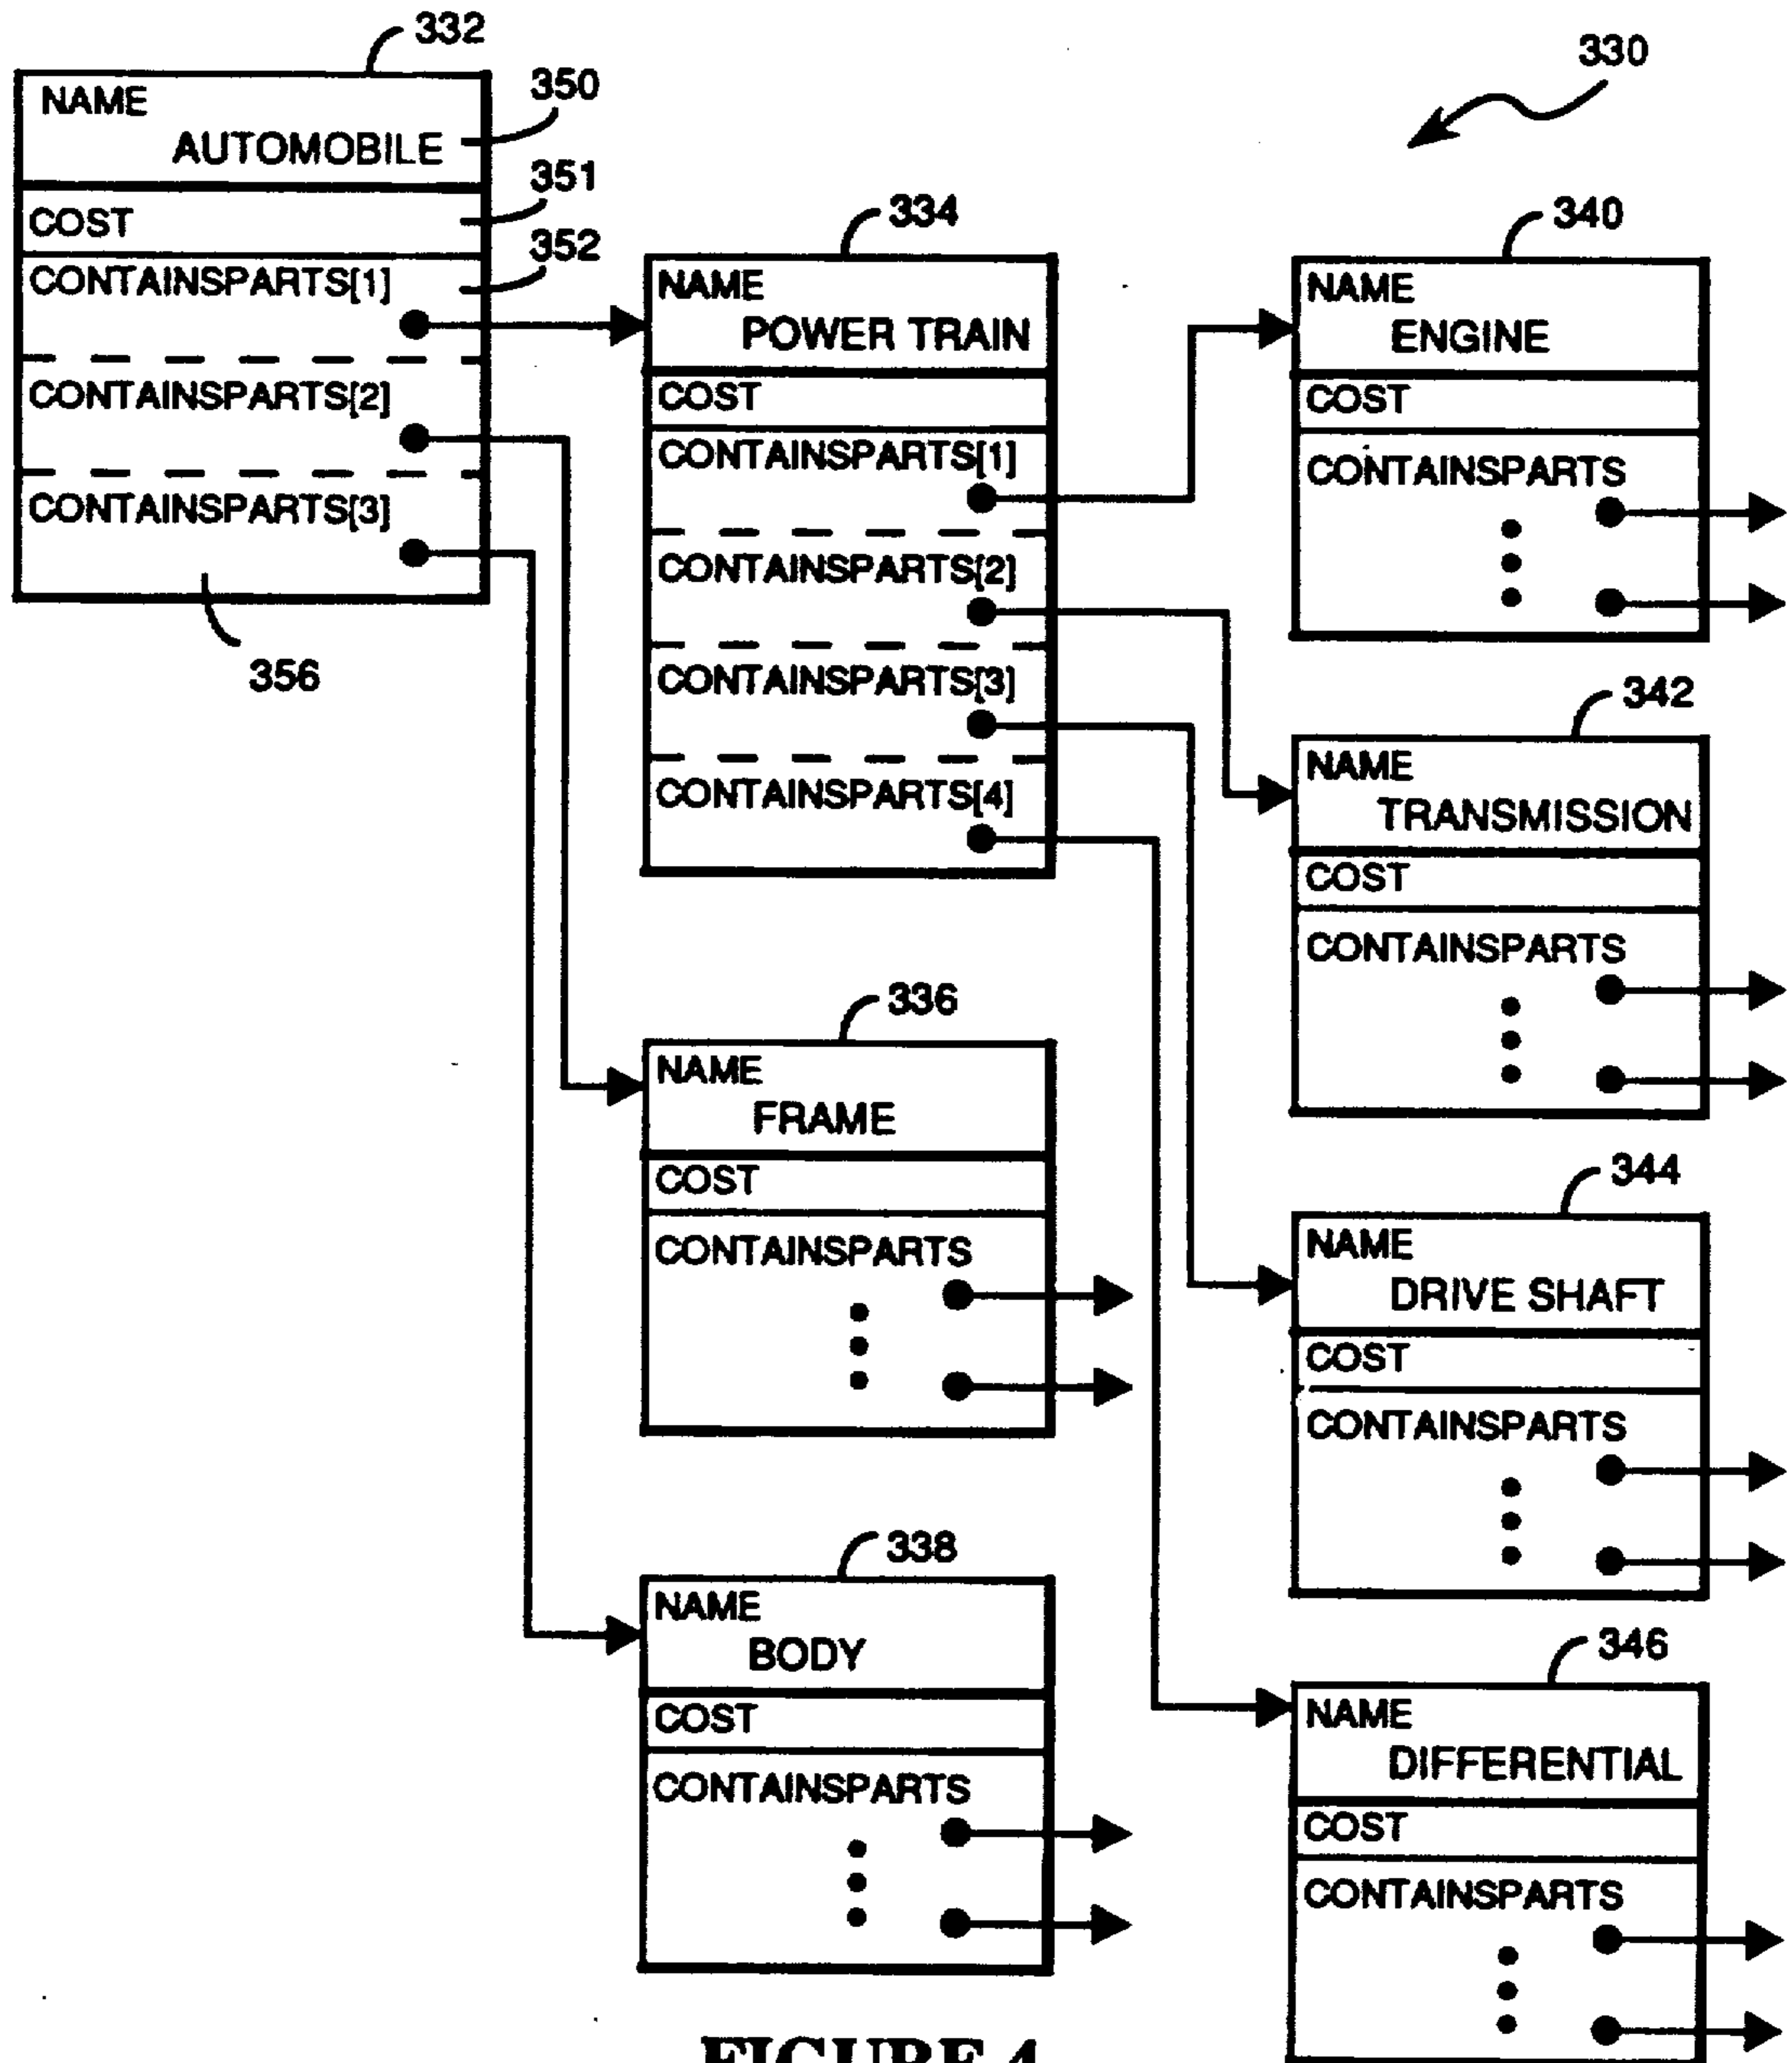 332
330
NAME
350
AUTOMOBILE
351
COST
352
CONTAINSPARTS[1]
CONTAINSPARTS[2]
CONTAINSPARTS[3]
356
334
NAME
POWER TRAIN
COST
CONTAINSPARTS[1]
CONTAINSPARTS[2]
CONTAINSPARTS[3]
CONTAINSPARTS[4]
336
NAME
FRAME
COST
CONTAINSPARTS
338
NAME
BODY
COST
CONTAINSPARTS
340
NAME
ENGINE
COST
CONTAINSPARTS
342
NAME
TRANSMISSION
COST
CONTAINSPARTS
344
NAME
DRIVE SHAFT
COST
CONTAINSPARTS
346
NAME
DIFFERENTIAL
COST
CONTAINSPARTS
FIGURE 4